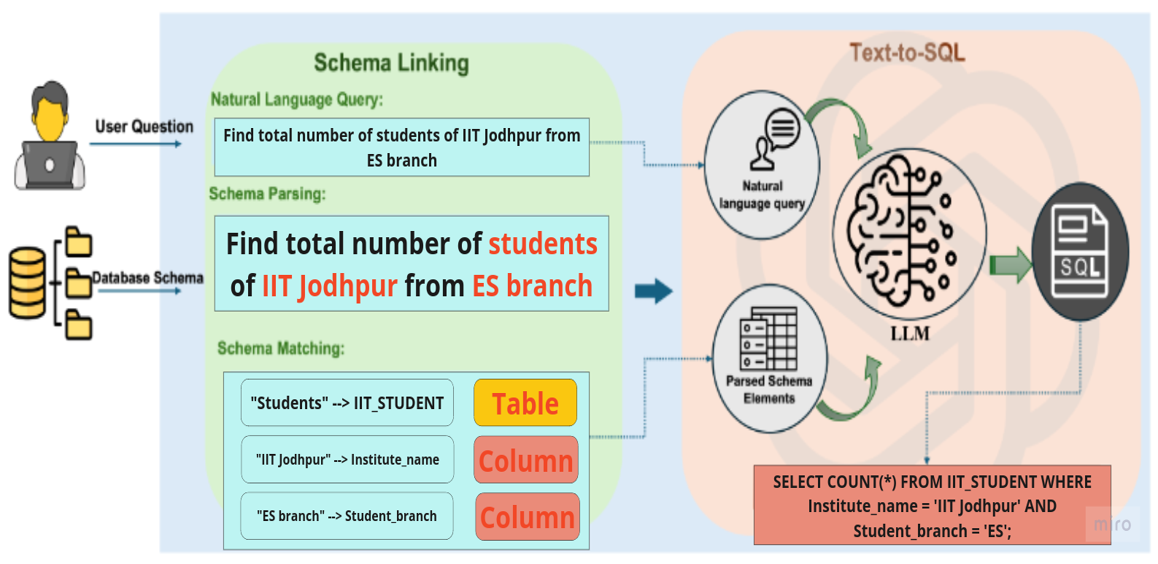 User Question
Database Schema
Schema Linking
Natural Language Query:
Find total number of students of IIT Jodhpur from
ES branch
Schema Parsing:
Find total number of students
of IIT Jodhpur from ES branch
Schema Matching:
"Students" --> IIT_STUDENT
Table
"IIT Jodhpur" --> Institute_name
Column
"ES branch" --> Student_branch
Column
Text-to-SQL
Natural
language query
Parsed Schema
Elements
LLM
SQL
SELECT COUNT(*) FROM IIT_STUDENT WHERE
Institute_name = 'IIT Jodhpur' AND
Student_branch = 'ES';
miro